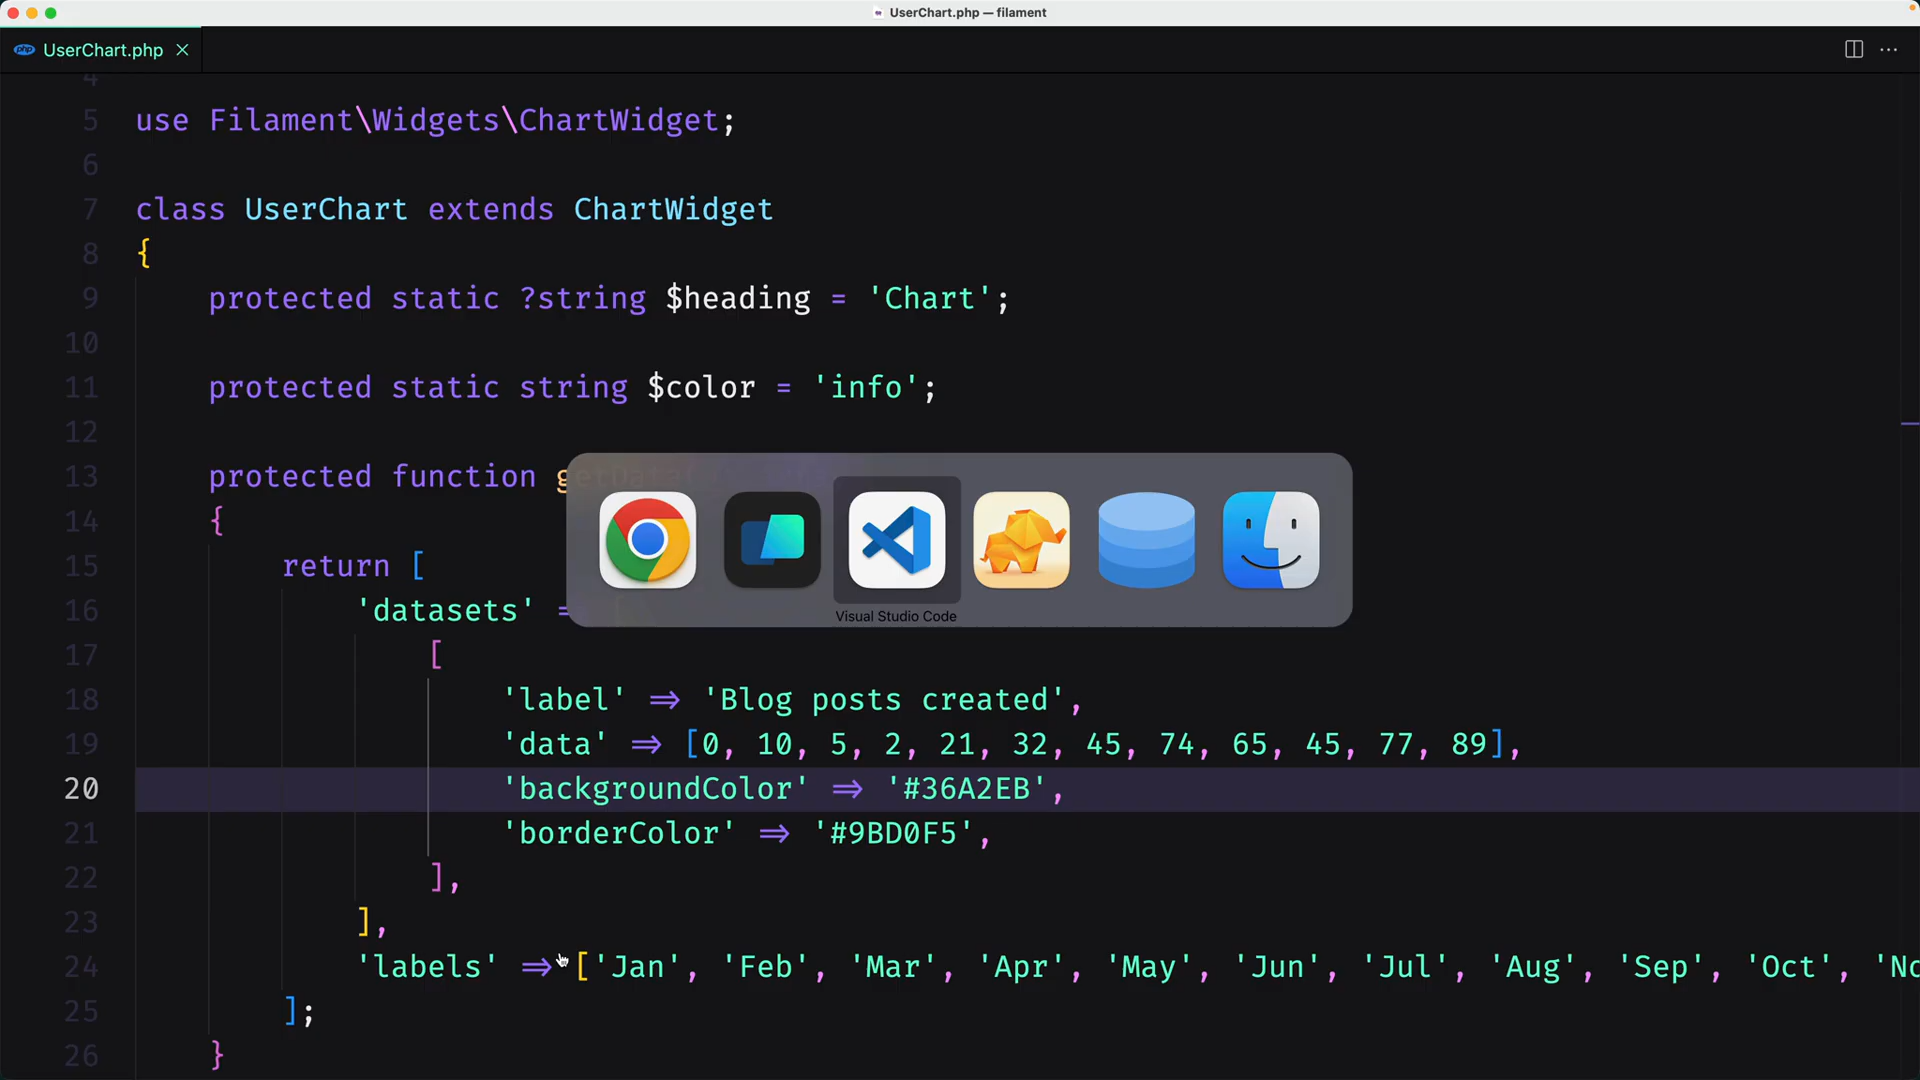 UserChart.php — filament
php UserChart.php
4
5 use Filament\Widgets\ChartWidget;
6
7 class UserChart extends ChartWidget
8 {
9 protected static ?string $heading = 'Chart';
10
11 protected static string $color = 'info';
12
13 protected function getData
14 {
15 return [
16 'datasets' =
17 [
18 'label' => 'Blog posts created',
19 'data' => [0, 10, 5, 2, 21, 32, 45, 74, 65, 45, 77, 89],
20 'backgroundColor' => '#36A2EB',
21 'borderColor' => '#9BD0F5',
22 ],
23 ],
24 'labels' => ['Jan', 'Feb', 'Mar', 'Apr', 'May', 'Jun', 'Jul', 'Aug', 'Sep', 'Oct', 'No
25 ];
26 }
Visual Studio Code